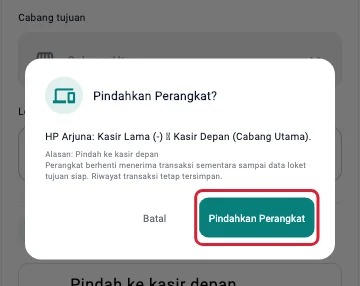 Cabang tujuan
Pindahkan Perangkat?
HP Arjuna: Kasir Lama (-) ▯ Kasir Depan (Cabang Utama).
Alasan: Pindah ke kasir depan
Perangkat berhenti menerima transaksi sementara sampai data loket
tujuan siap. Riwayat transaksi tetap tersimpan.
Batal
Pindahkan Perangkat
Pindah ke kasir depan